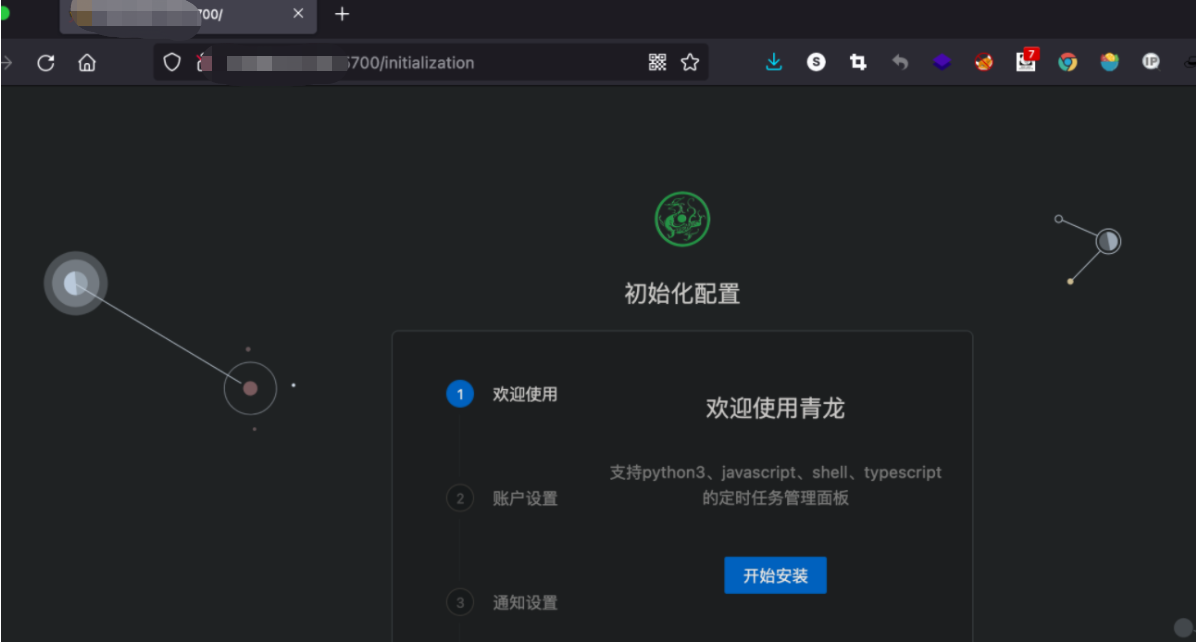 700/
5700/initialization
S
7
IP
初始化配置
1
欢迎使用
欢迎使用青龙
支持python3、javascript、shell、typescript
的定时任务管理面板
2
账户设置
开始安装
3
通知设置